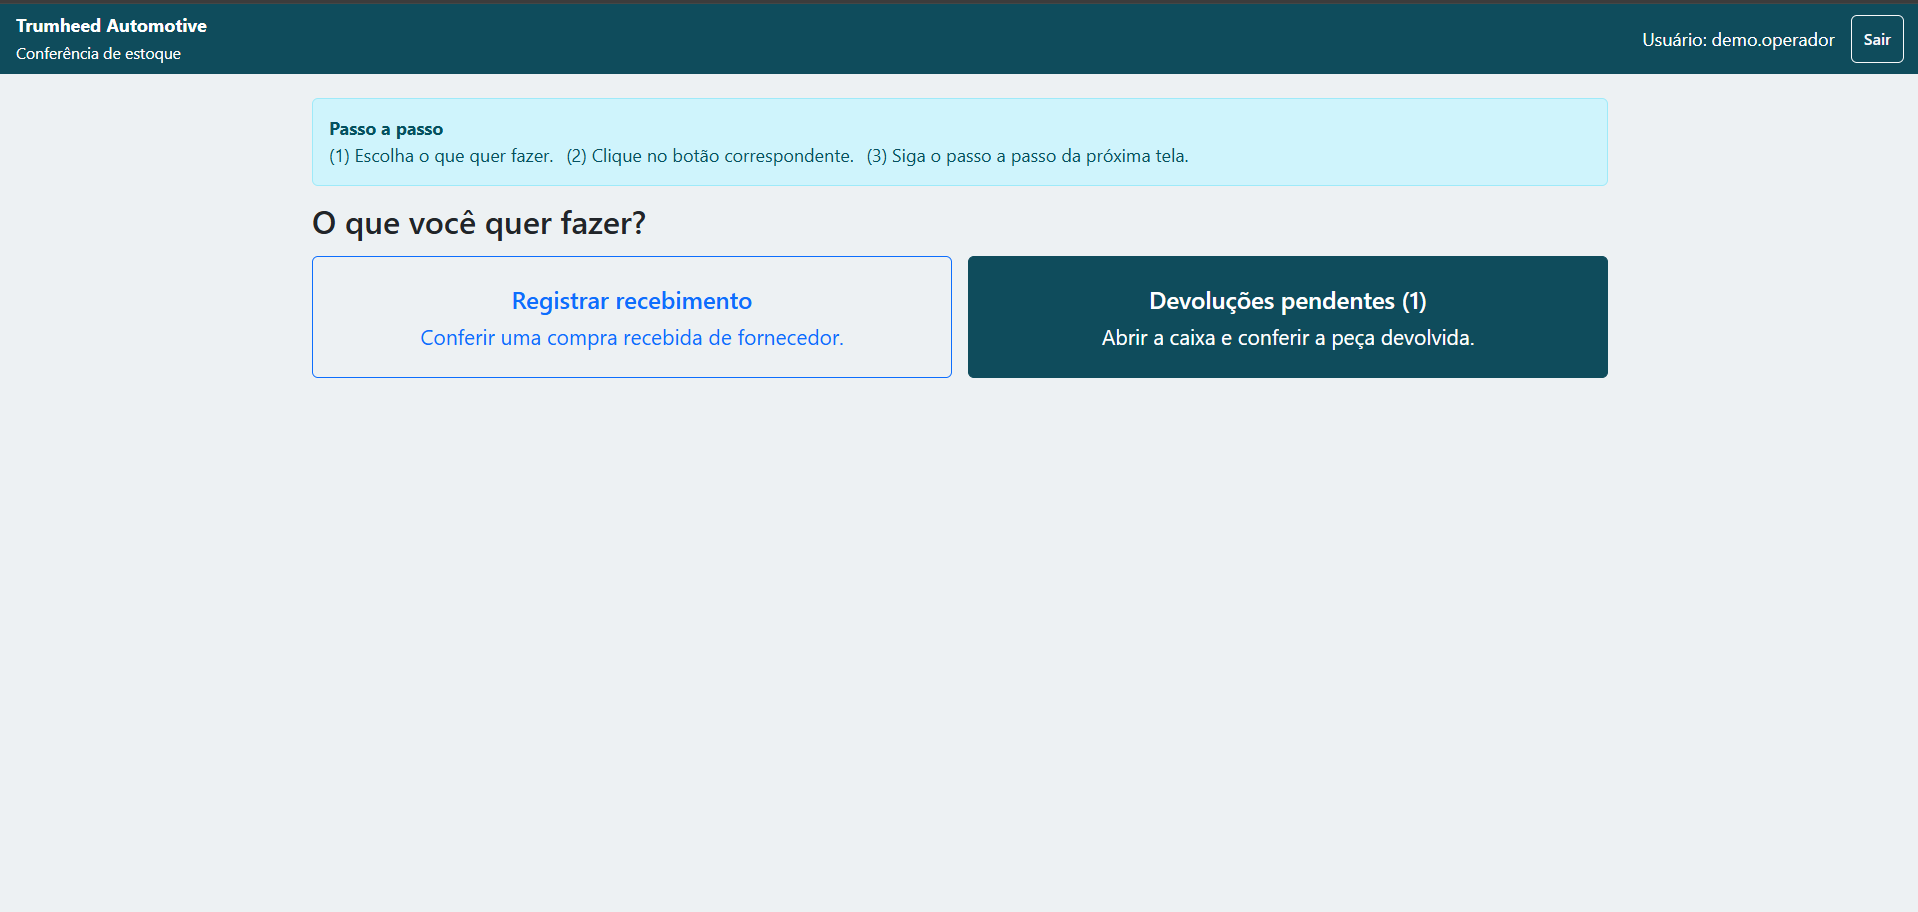 Trumheed Automotive
Conferência de estoque
Usuário: demo.operador
Sair
Passo a passo
(1) Escolha o que quer fazer. (2) Clique no botão correspondente. (3) Siga o passo a passo da próxima tela.
O que você quer fazer?
Registrar recebimento
Conferir uma compra recebida de fornecedor.
Devoluções pendentes (1)
Abrir a caixa e conferir a peça devolvida.